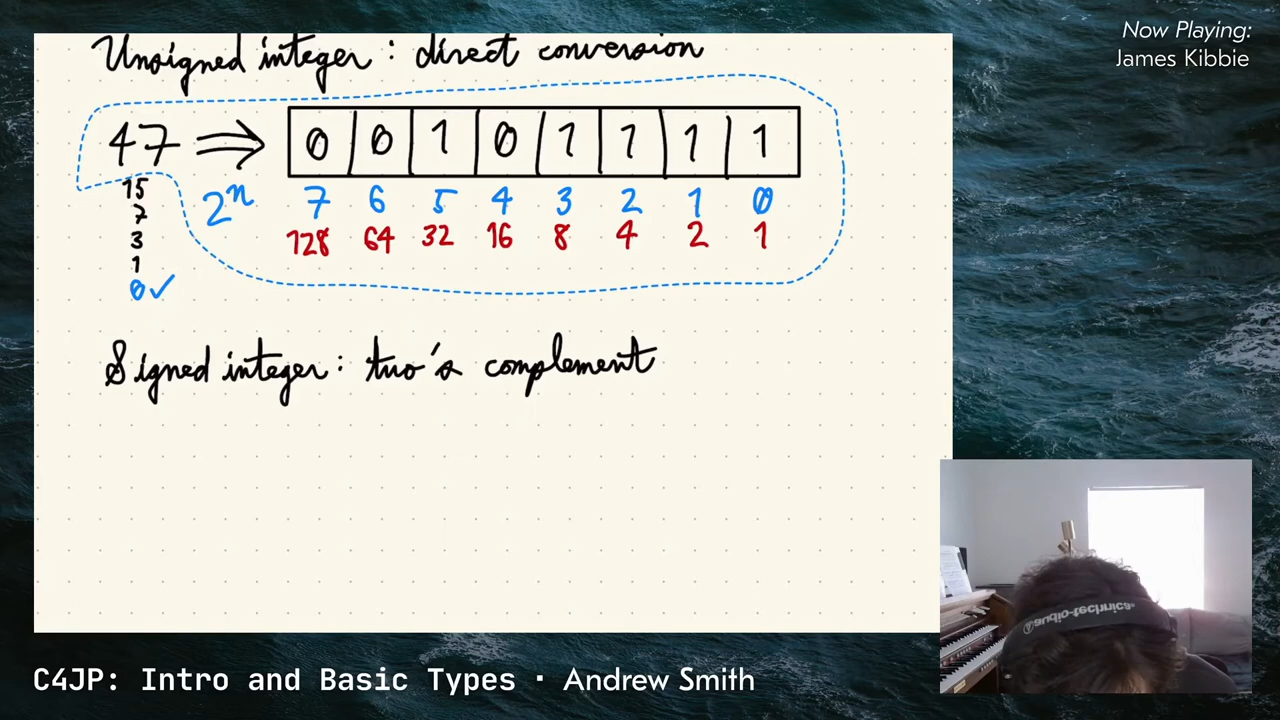 Now Playing:
James Kibbie
Unsigned integer: direct conversion
47 ⇒ 0 0 1 0 1 1 1 1
15
7
3
1
0✓
2ⁿ 7 6 5 4 3 2 1 0
128 64 32 16 8 4 2 1
Signed integer: two's complement
audio-technica
C4JP: Intro and Basic Types · Andrew Smith